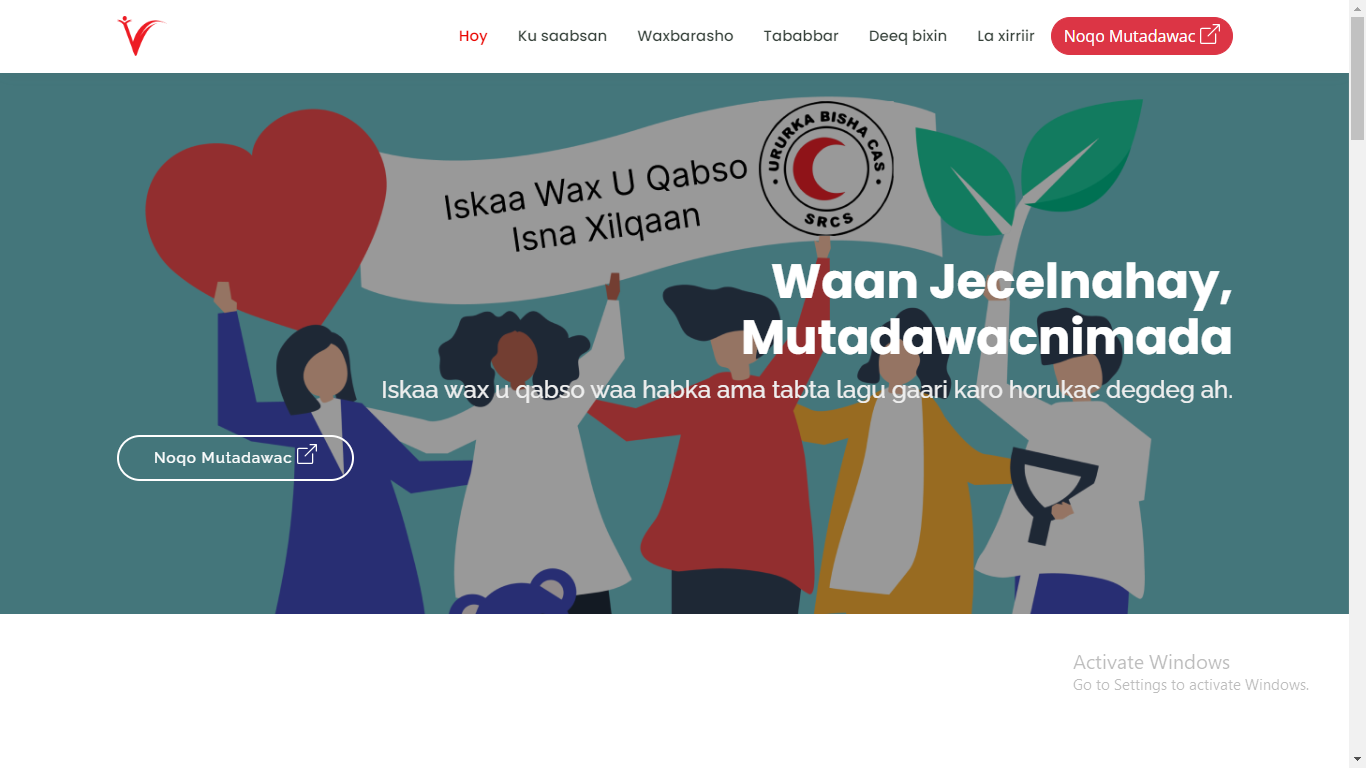 Hoy
Ku saabsan
Waxbarasho
Tababbar
Deeq bixin
La xirriir
Noqo Mutadawac
Iskaa Wax U Qabso
Isna Xilqaan
URURKA BISHA CAS
SRCS
Waan Jecelnahay,
Mutadawacnimada
Iskaa wax u qabso waa habka ama tabta lagu gaari karo horukac degdeg ah.
Noqo Mutadawac
Activate Windows
Go to Settings to activate Windows.